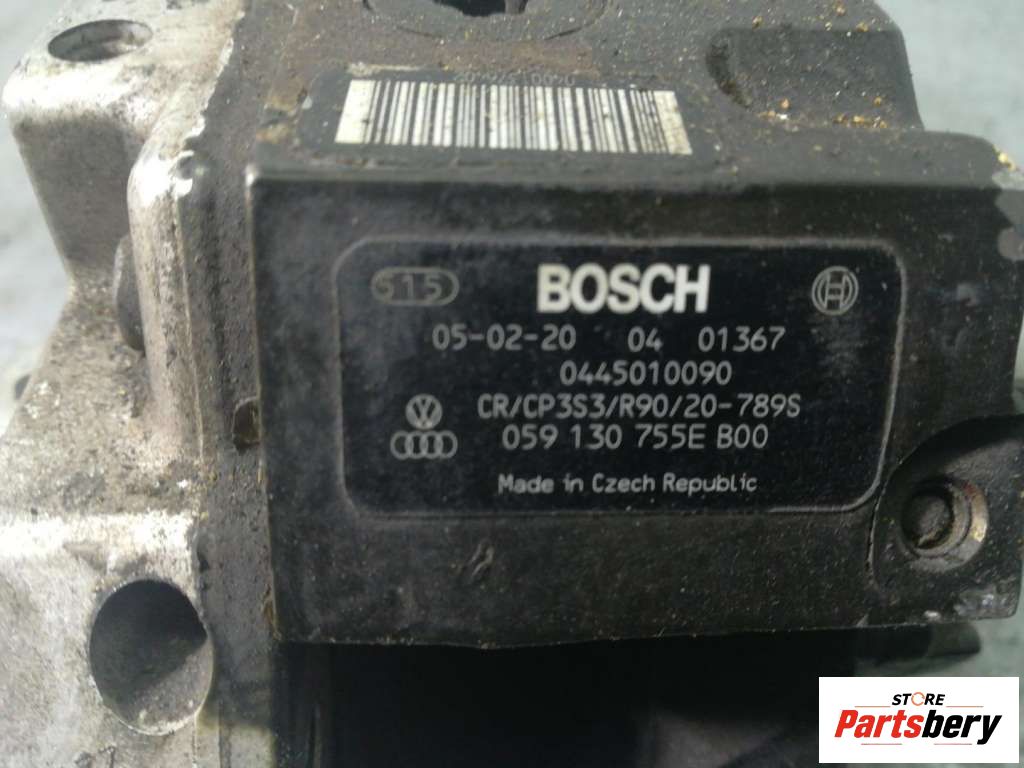 615 BOSCH
05-02-20 04 01367
0445010090
CR/CP3S3/R90/20-789S
059 130 755E B00
Made in Czech Republic
STORE
Partsbery